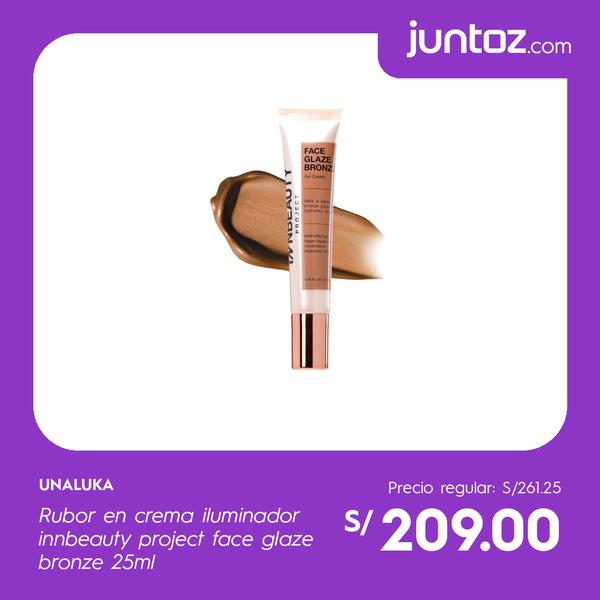 juntoz.com
INNBEAUTY
PROJECT
FACE
GLAZE
BRONZ
Gel Cream
UNALUKA
Rubor en crema iluminador
innbeauty project face glaze
bronze 25ml
Precio regular: S/261.25
S/ 209.00